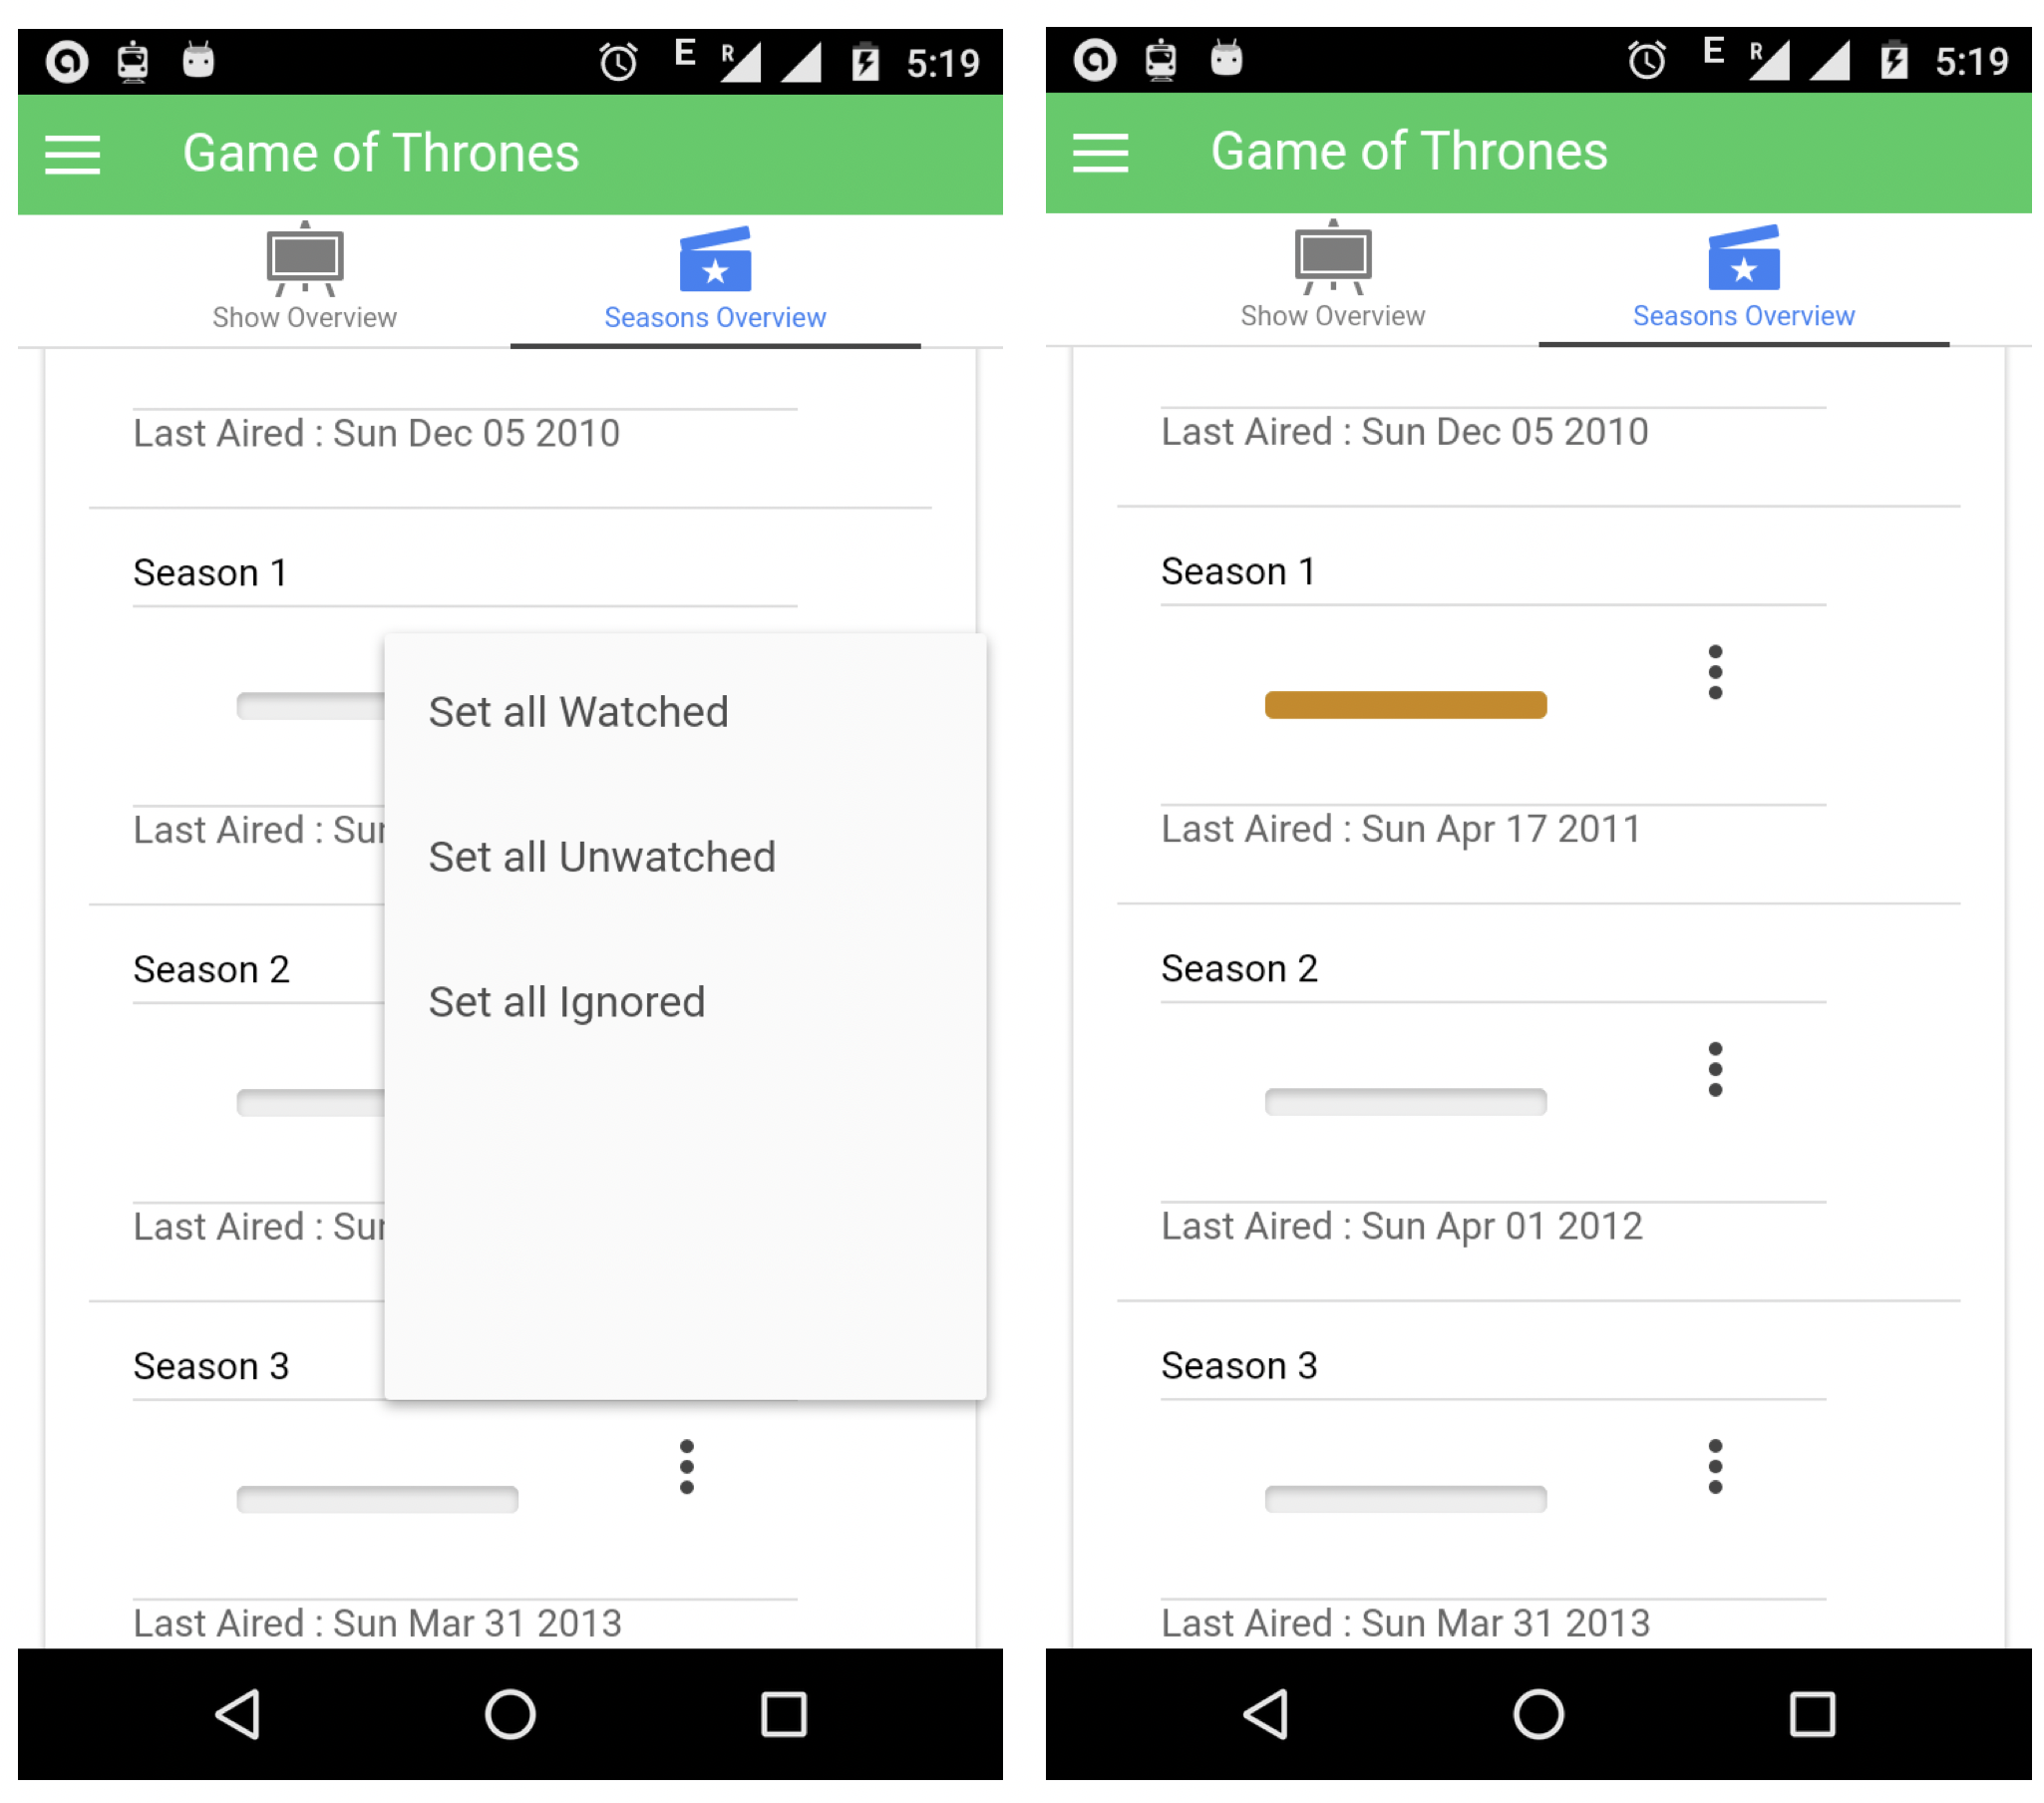 E R 5:19
Game of Thrones
Show Overview
Seasons Overview
Last Aired : Sun Dec 05 2010
Season 1
Set all Watched
Last Aired : Sun
Set all Unwatched
Season 2
Set all Ignored
Last Aired : Sun
Season 3
Last Aired : Sun Mar 31 2013
E R 5:19
Game of Thrones
Show Overview
Seasons Overview
Last Aired : Sun Dec 05 2010
Season 1
Last Aired : Sun Apr 17 2011
Season 2
Last Aired : Sun Apr 01 2012
Season 3
Last Aired : Sun Mar 31 2013